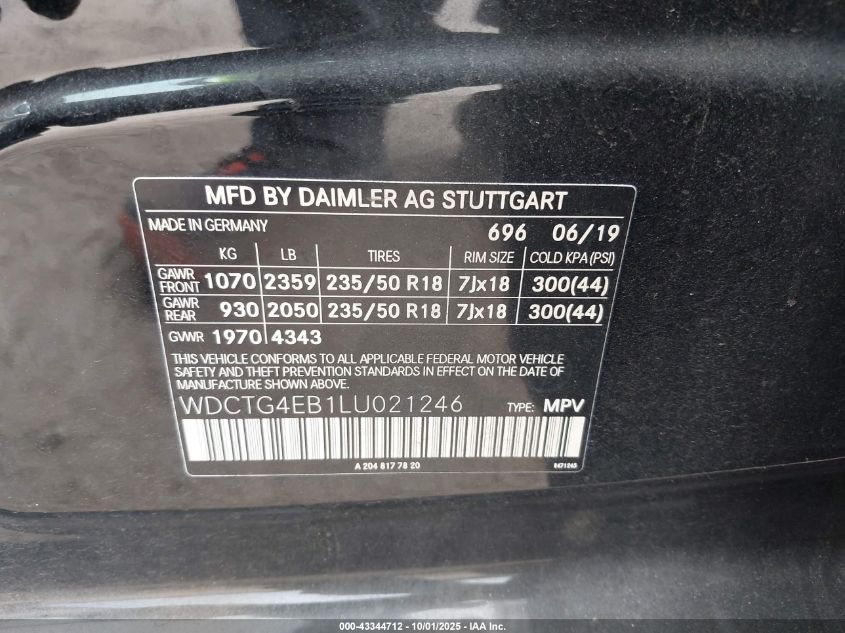 MFD BY DAIMLER AG STUTTGART
MADE IN GERMANY 696 06/19
KG LB TIRES RIM SIZE COLD KPA (PSI)
GAWR FRONT 1070 2359 235/50 R18 7Jx18 300(44)
GAWR REAR 930 2050 235/50 R18 7Jx18 300(44)
GVWR 1970 4343
THIS VEHICLE CONFORMS TO ALL APPLICABLE FEDERAL MOTOR VEHICLE
SAFETY AND THEFT PREVENTION STANDARDS IN EFFECT ON THE DATE OF
MANUFACTURE SHOWN ABOVE.
WDCTG4EB1LU021246 TYPE: MPV
A 204 817 78 20
000-43344712 - 10/01/2025 - IAA Inc.